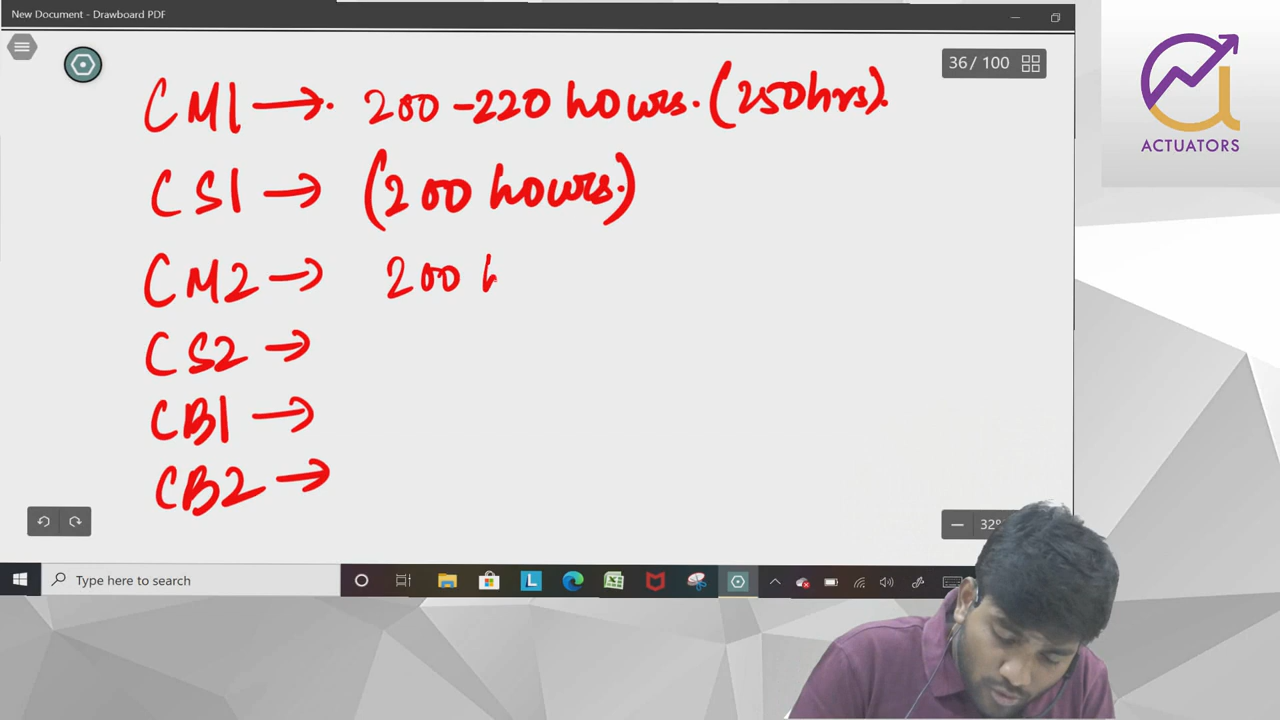 New Document - Drawboard PDF
36 / 100
CM1 → 200 - 220 hours. (250hrs).
CS1 → (200 hours.)
CM2 → 200 h
CS2 →
CB1 →
CB2 →
32%
Type here to search
ACTUATORS